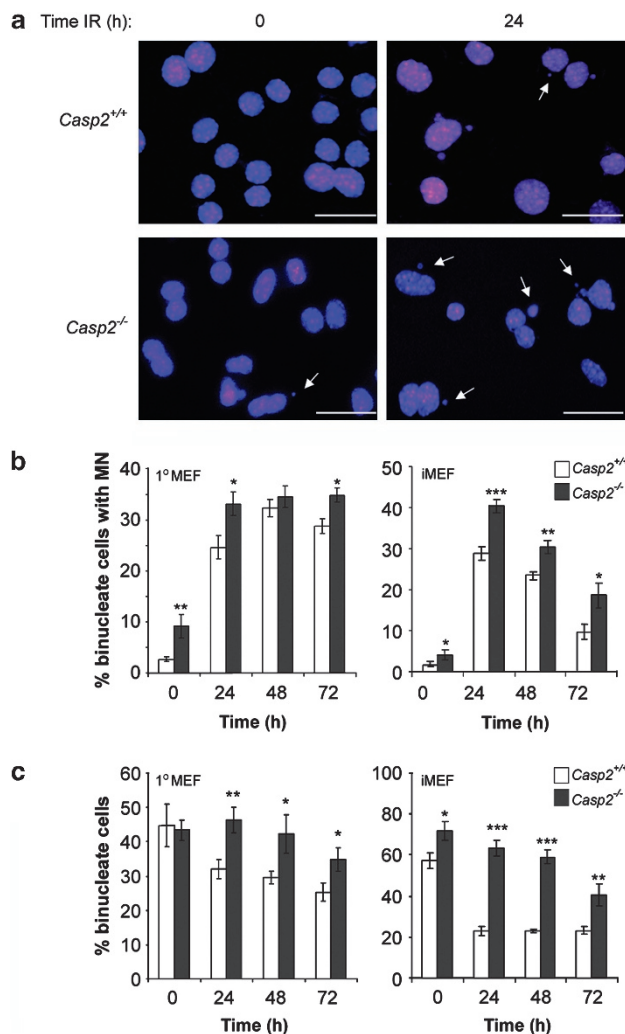 a Time IR (h): 0 24
Casp2+/+
Casp2-/-
b
% binucleate cells with MN
1° MEF
40
30
20
10
0
* ** *
0 24 48 72
Time (h)
iMEF
50
40
30
20
10
0
*** ** * *
0 24 48 72
Time (h)
Casp2+/+
Casp2-/-
c
% binucleate cells
1° MEF
60
50
40
30
20
10
0
** * *
0 24 48 72
Time (h)
iMEF
100
80
60
40
20
0
* *** *** **
0 24 48 72
Time (h)
Casp2+/+
Casp2-/-